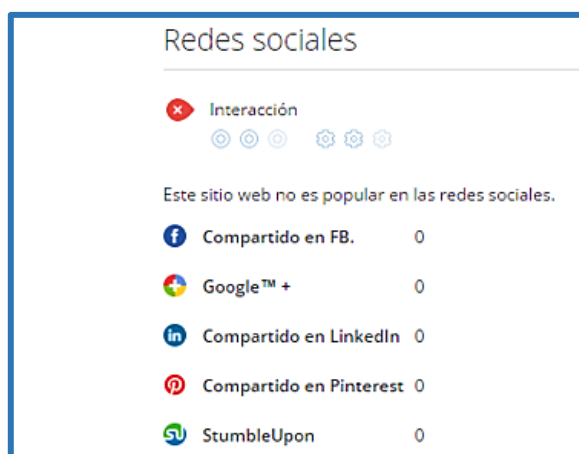 Redes sociales
Interacción
Este sitio web no es popular en las redes sociales.
Compartido en FB. 0
Google™ + 0
Compartido en LinkedIn 0
Compartido en Pinterest 0
StumbleUpon 0